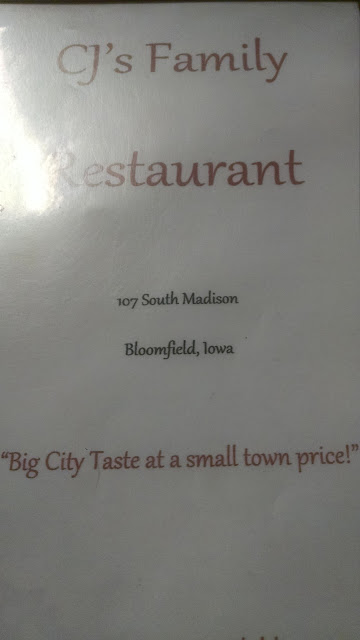 CJ's Family
Restaurant
107 South Madison
Bloomfield, Iowa
"Big City Taste at a small town price!"